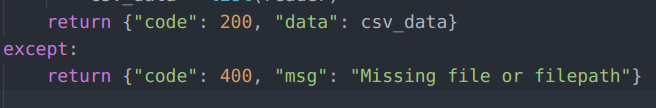 return {"code": 200, "data": csv_data}
except:
return {"code": 400, "msg": "Missing file or filepath"}